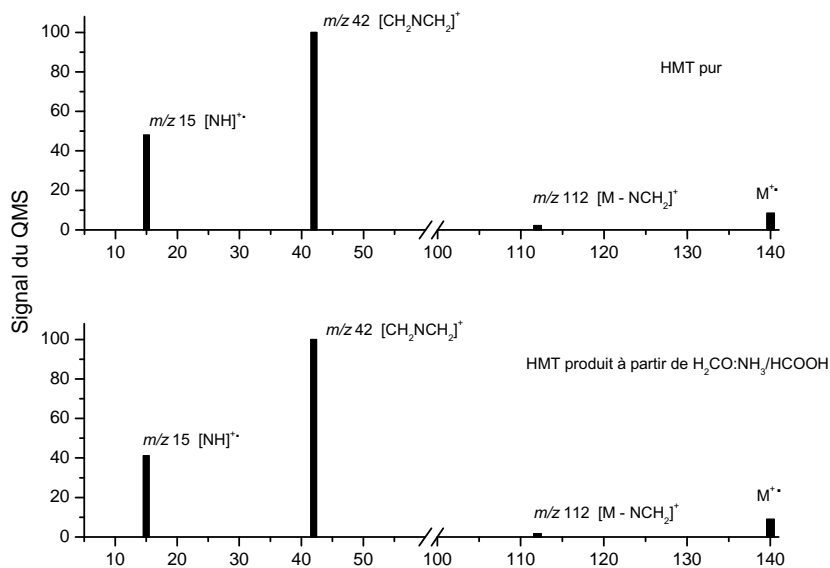 Signal du QMS
100
80
60
40
20
0
m/z 42 [CH₂NCH₂]⁺
HMT pur
m/z 15 [NH]⁺•
m/z 112 [M - NCH₂]⁺
M⁺•
10 20 30 40 50 100 110 120 130 140
100
80
60
40
20
0
m/z 42 [CH₂NCH₂]⁺
HMT produit à partir de H₂CO:NH₃/HCOOH
m/z 15 [NH]⁺•
m/z 112 [M - NCH₂]⁺
M⁺•
10 20 30 40 50 100 110 120 130 140